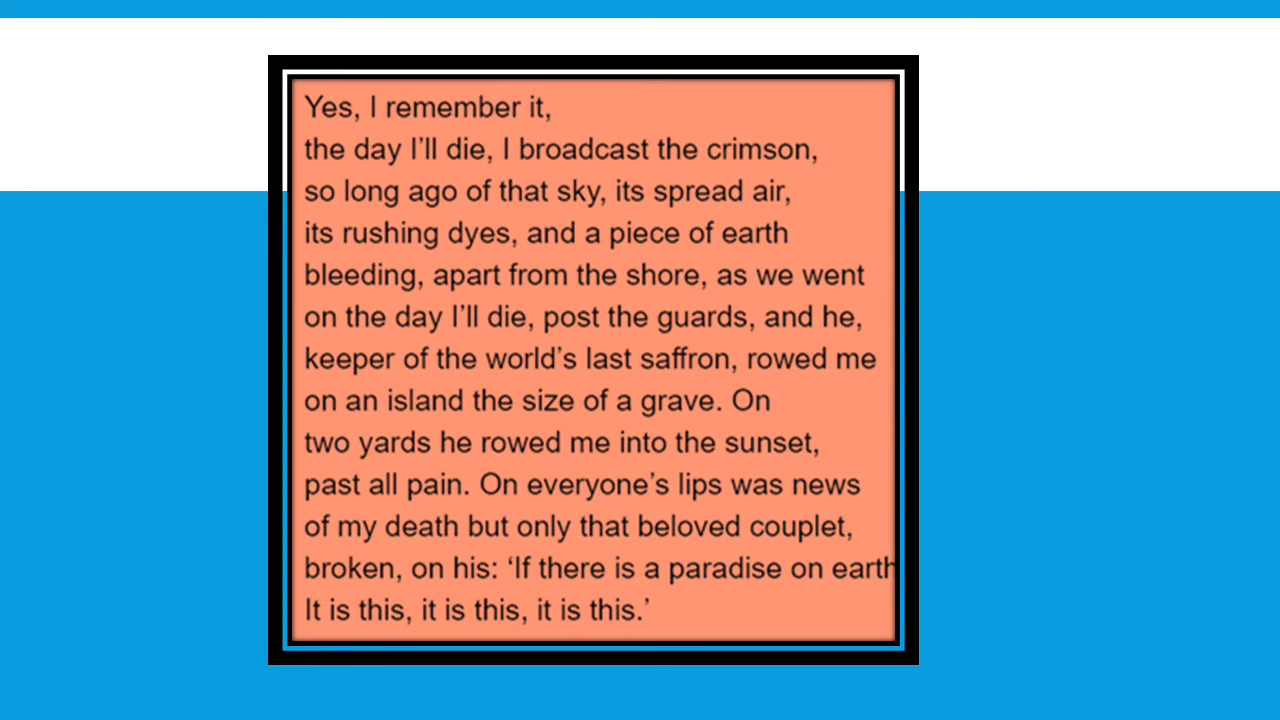 Yes, I remember it,
the day I’ll die, I broadcast the crimson,
so long ago of that sky, its spread air,
its rushing dyes, and a piece of earth
bleeding, apart from the shore, as we went
on the day I’ll die, post the guards, and he,
keeper of the world’s last saffron, rowed me
on an island the size of a grave. On
two yards he rowed me into the sunset,
past all pain. On everyone’s lips was news
of my death but only that beloved couplet,
broken, on his: ‘If there is a paradise on earth
It is this, it is this, it is this.’